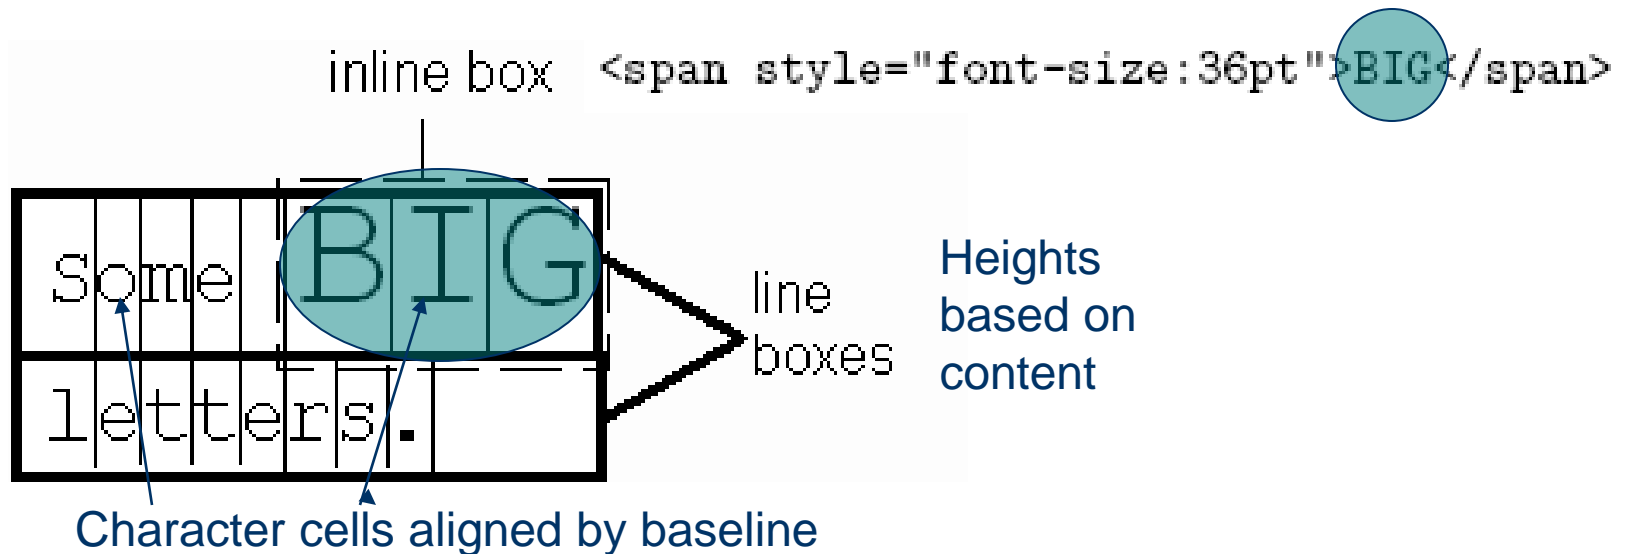 inline box
<span style="font-size:36pt">BIG</span>
Some BIG
letters.
line
boxes
Heights
based on
content
Character cells aligned by baseline